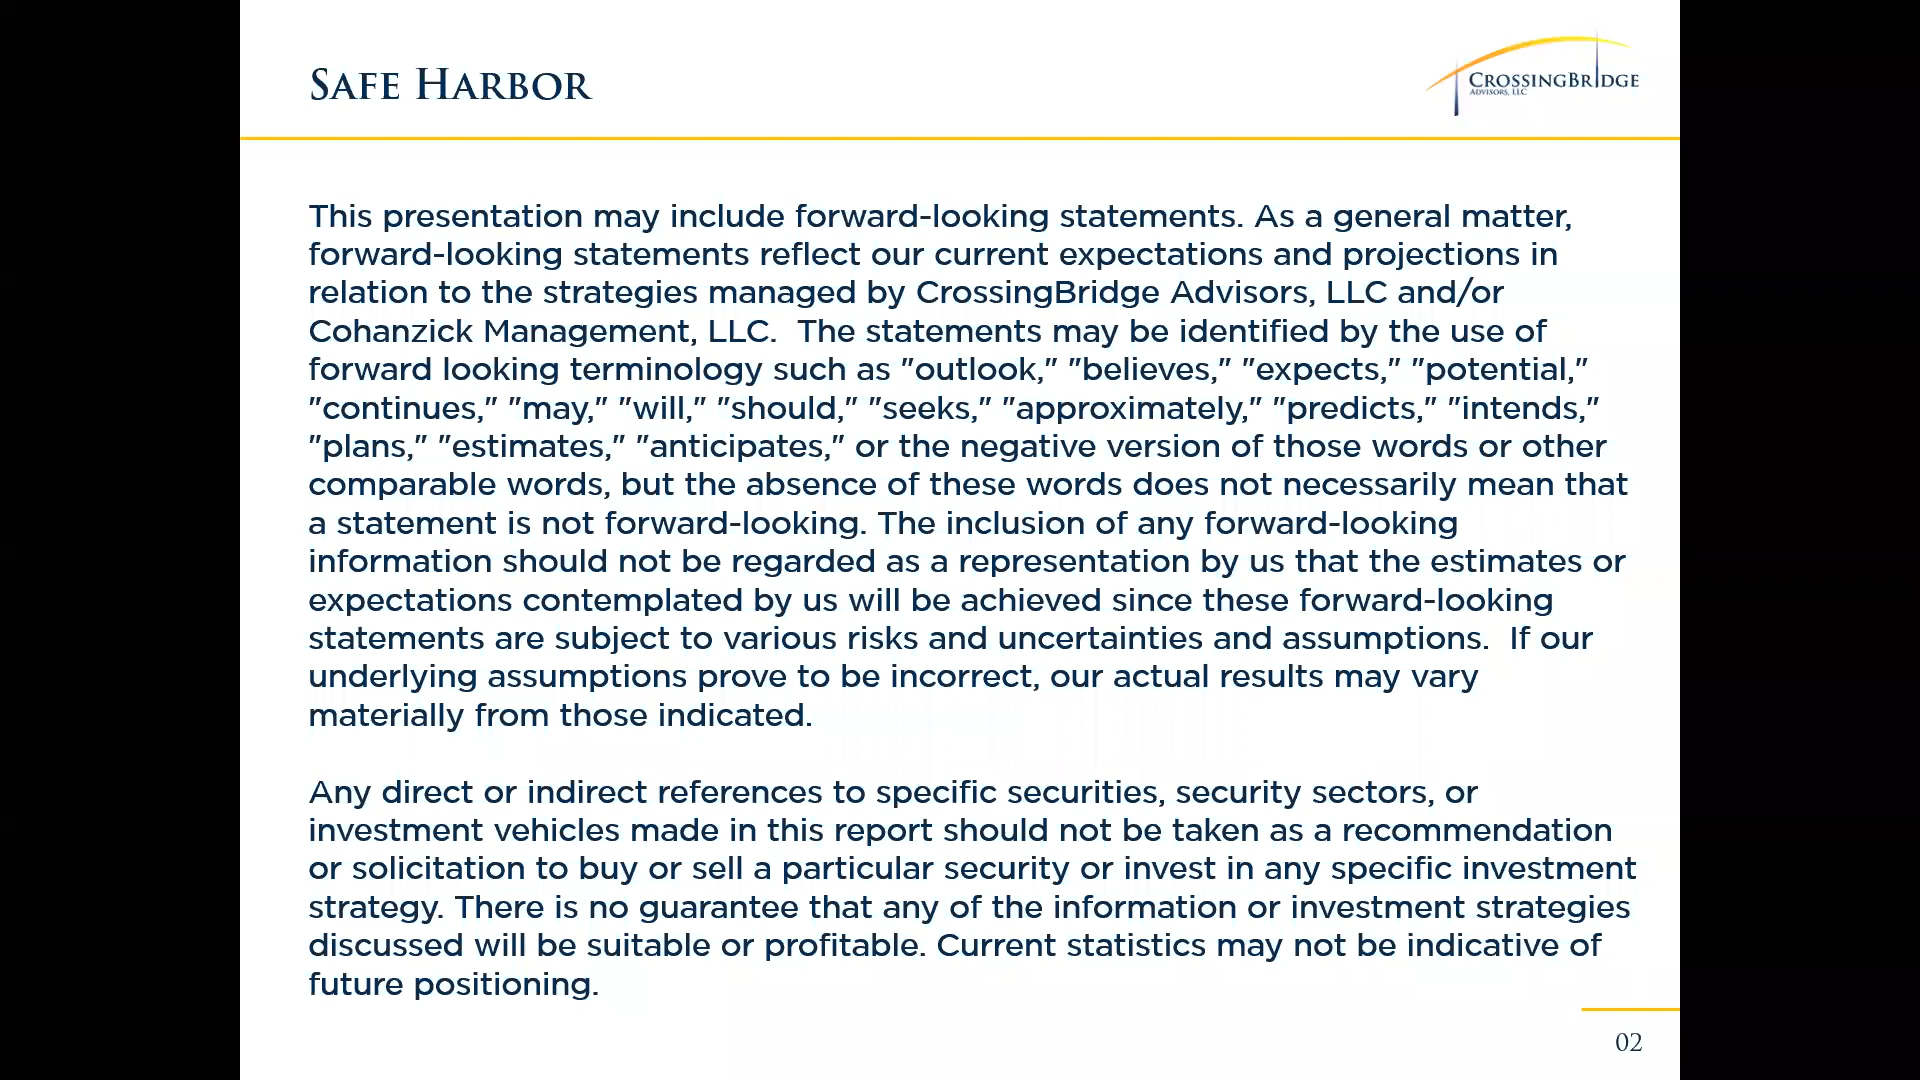 SAFE HARBOR
CROSSINGBRIDGE
ADVISORS, LLC
This presentation may include forward-looking statements. As a general matter,
forward-looking statements reflect our current expectations and projections in
relation to the strategies managed by CrossingBridge Advisors, LLC and/or
Cohanzick Management, LLC.  The statements may be identified by the use of
forward looking terminology such as "outlook," "believes," "expects," "potential,"
"continues," "may," "will," "should," "seeks," "approximately," "predicts," "intends,"
"plans," "estimates," "anticipates," or the negative version of those words or other
comparable words, but the absence of these words does not necessarily mean that
a statement is not forward-looking. The inclusion of any forward-looking
information should not be regarded as a representation by us that the estimates or
expectations contemplated by us will be achieved since these forward-looking
statements are subject to various risks and uncertainties and assumptions.  If our
underlying assumptions prove to be incorrect, our actual results may vary
materially from those indicated.
Any direct or indirect references to specific securities, security sectors, or
investment vehicles made in this report should not be taken as a recommendation
or solicitation to buy or sell a particular security or invest in any specific investment
strategy. There is no guarantee that any of the information or investment strategies
discussed will be suitable or profitable. Current statistics may not be indicative of
future positioning.
02